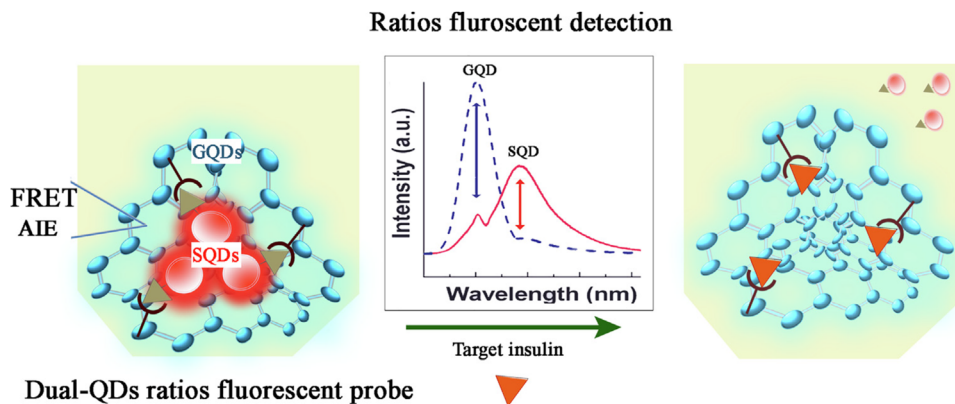 Ratios fluroscent detection
GQDs
FRET
AIE
SQDs
GQD
SQD
Intensity (a.u.)
Wavelength (nm)
Target insulin
Dual-QDs ratios fluorescent probe